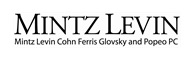 MINTZ LEVIN
Mintz Levin Cohn Ferris Glovsky and Popeo PC